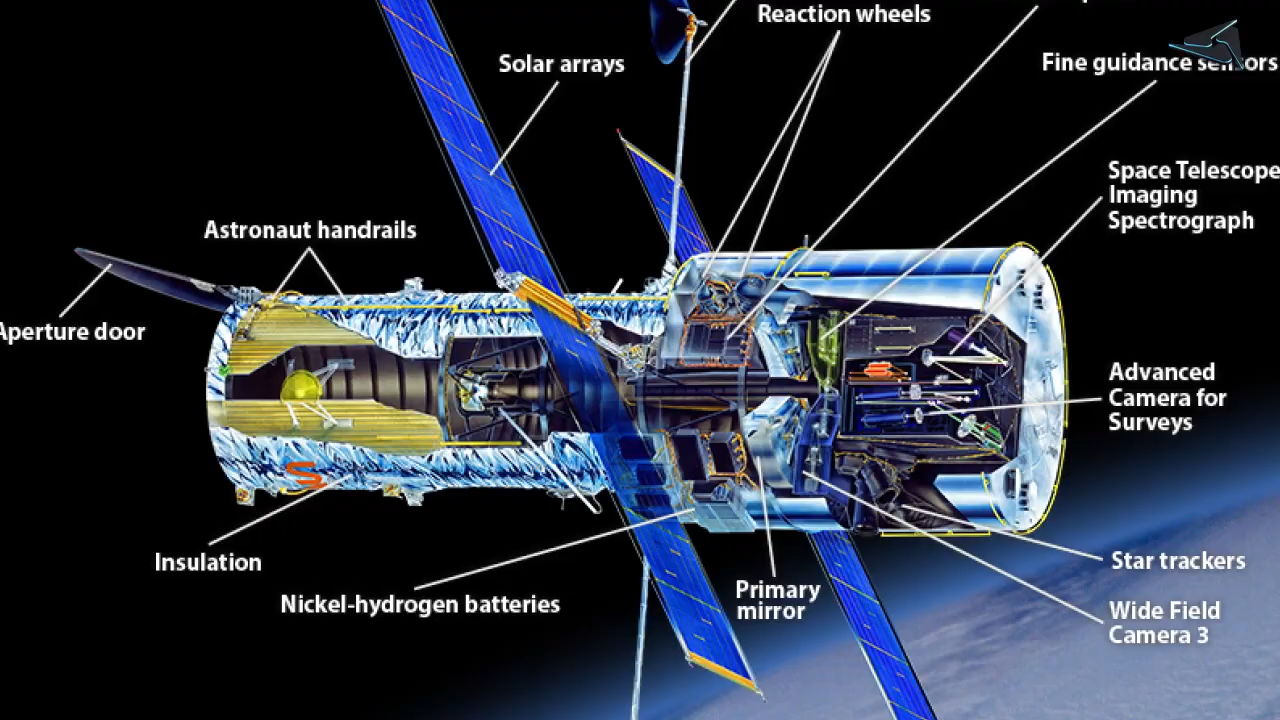 Reaction wheels
Solar arrays
Fine guidance sensors
Space Telescope
Imaging
Spectrograph
Astronaut handrails
Aperture door
Advanced
Camera for
Surveys
Insulation
Nickel-hydrogen batteries
Primary
mirror
Star trackers
Wide Field
Camera 3